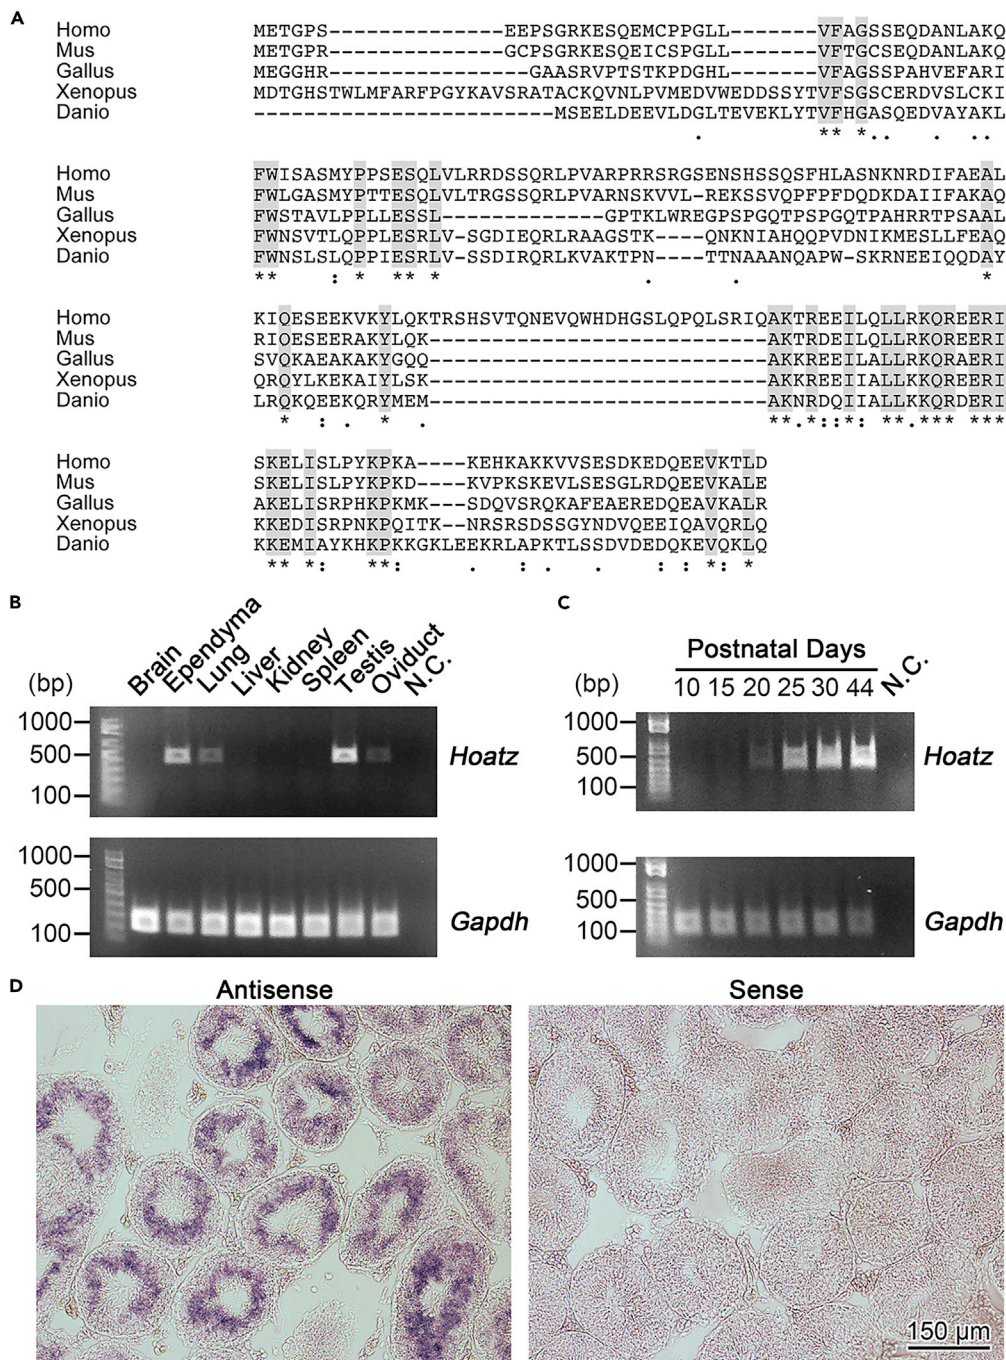 A
Homo METGPS--------------EEPSGRKESQEMCPPGLL-------VFAGSSEQDANLAKQ
Mus METGPR--------------GCPSGRKESQEICSPGLL-------VFTGCSEQDANLAKQ
Gallus MEGGHR----------------GAASRVPTSTKPDGHL-------VFAGSSPAHVEFARI
Xenopus MDTGHSTWLMFARFPGYKAVSRATACKQVNLPVMEDVWEDDSSYTVFSGSCERDVSLCKI
Danio ------------------------MSEELDEEVLDGLTEVEKLYTVFHGASQEDVAYAKL
. ** * .. . ..
Homo FWISASMYPPSESQLVLRRDSSQRLPVARPRRSRGSENSHSSQSFHLASNKNRDIFAEAL
Mus FWLGASMYPTTESQLVLTRGSSQRLPVARNSKVVL-REKSSVQPFPFDQDKDAIIFAKAQ
Gallus FWSTAVLPPLLESSL-------------GPTKLWREGPSPGQTPSPGQTPAHRRTPSAAL
Xenopus FWNSVTLQPPLESRLV-SGDIEQRLRAAGSTK----QNKNIAHQQPVDNIKMESLLFEAQ
Danio FWNSLSLQPPIESRLV-SSDIRQRLKVAKTPN----TTNAAANQAPW-SKRNEEIQQDAY
** : * ** * . . *
Homo KIQESEEKVKYLQKTRSHSVTQNEVQWHDHGSLQPQLSRIQAKTREEILQLLRKQREERI
Mus RIQESEERAKYLQK---------------------------AKTRDEILQLLRKQREERI
Gallus SVQKAEAKAKYGQQ---------------------------AKKREEILALLRKQRAERI
Xenopus QRQYLKEKAIYLSK---------------------------AKKREEIIALLKKQREERI
Danio LRQKQEEKQRYMEM---------------------------AKNRDQIIALLKKQRDERI
* : . * . ** *::*: **.*** ***
Homo SKELISLPYKPKA----KEHKAKKVVSESDKEDQEEVKTLD
Mus SKELISLPYKPKD----KVPKSKEVLSESGLRDQEEVKALE
Gallus AKELISRPHKPKMK---SDQVSRQKAFEAEREDQEAVKALR
Xenopus KKEDISRPNKPQITK--NRSRSDSSGYNDVQEEIQAVQRLQ
Danio KKEMIAYKHKPKKGKLEEKRLAPKTLSSDVDEDQKEVQKLQ
** *: **: . : . : : * *
B
(bp)
Brain
Ependyma
Lung
Liver
Kidney
Spleen
Testis
Oviduct
N.C.
1000
500
100
Hoatz
1000
500
100
Gapdh
C
Postnatal Days
(bp)
10 15 20 25 30 44 N.C.
1000
500
100
Hoatz
1000
500
100
Gapdh
D
Antisense
Sense
150 µm